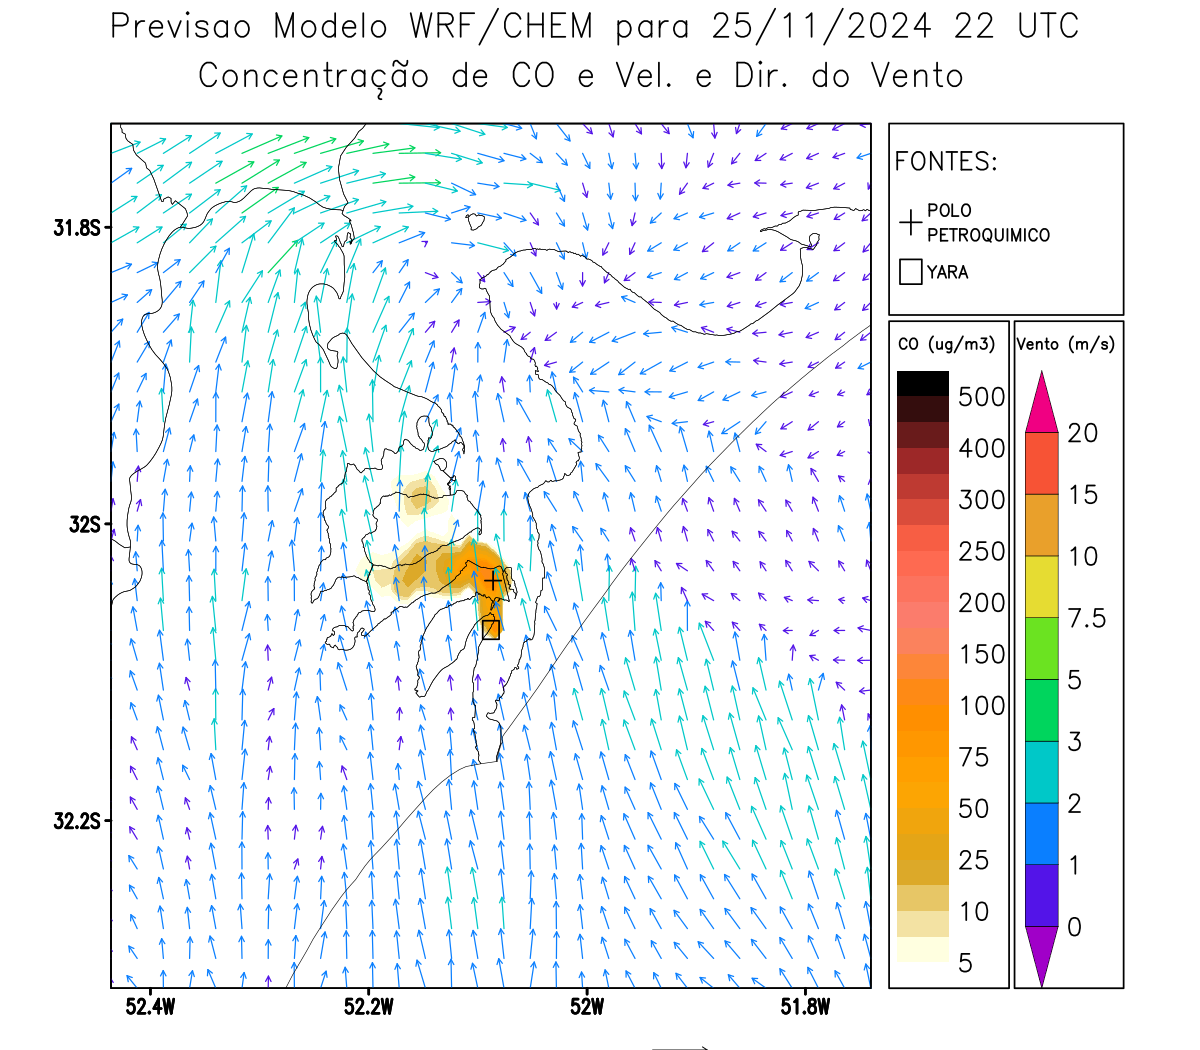 Previsao Modelo WRF/CHEM para 25/11/2024 22 UTC
Concentração de CO e Vel. e Dir. do Vento
FONTES:
POLO
PETROQUIMICO
YARA
CO (ug/m3)
500
400
300
250
200
150
100
75
50
25
10
5
Vento (m/s)
20
15
10
7.5
5
3
2
1
0
31.8S
32S
32.2S
52.4W
52.2W
52W
51.8W